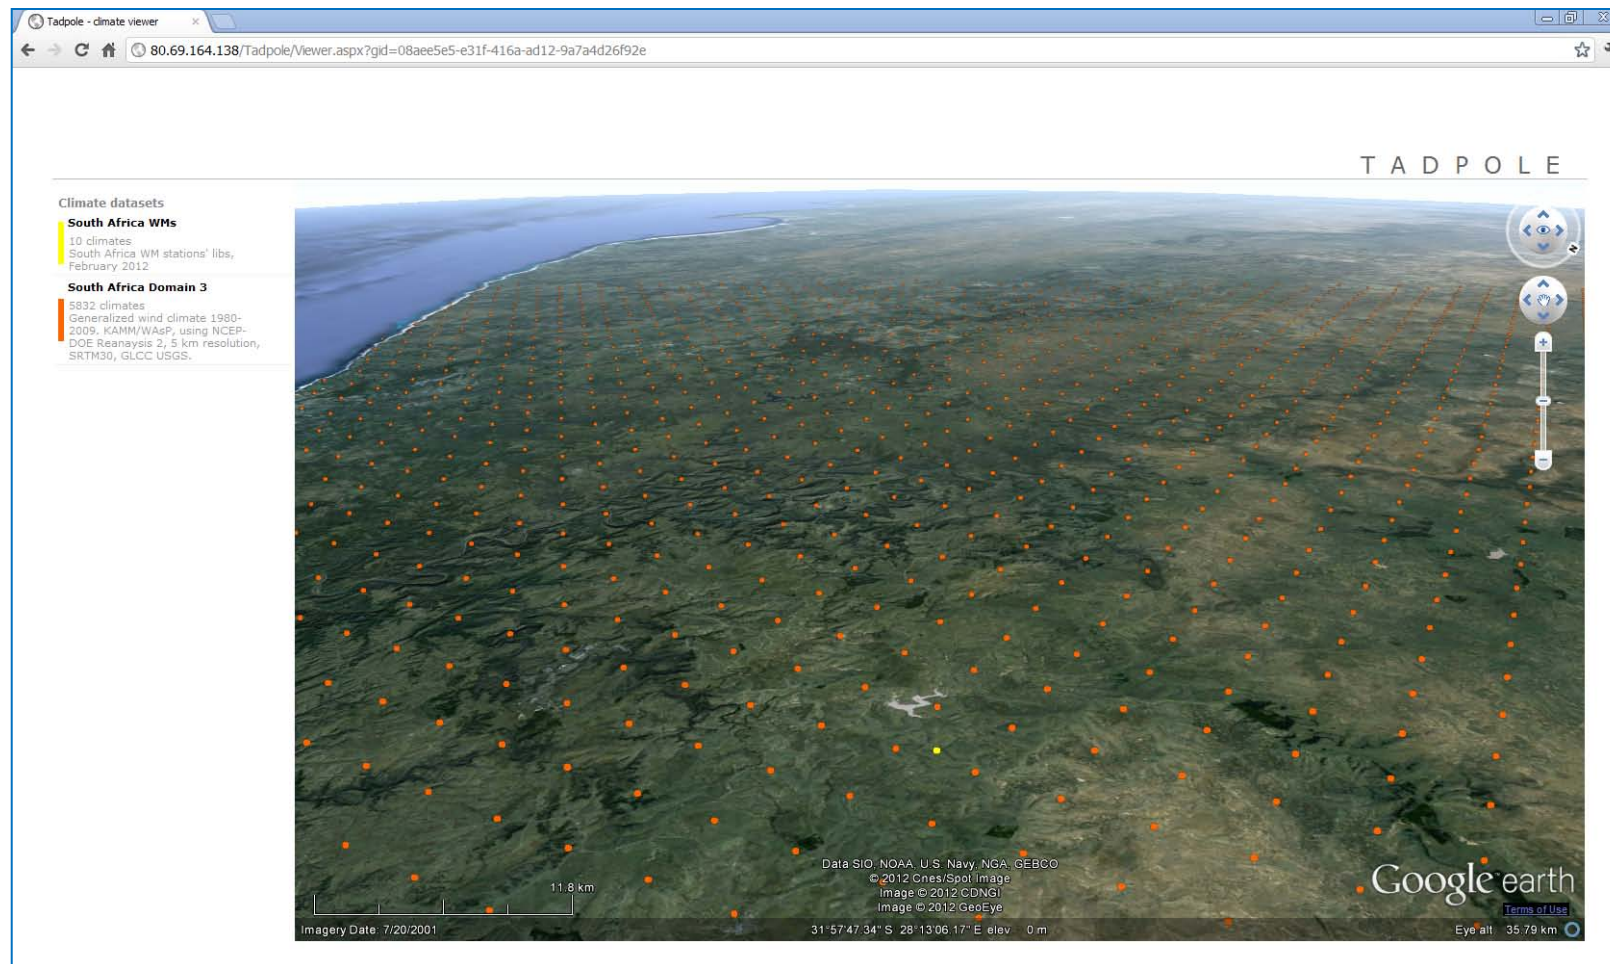 Tadpole - climate viewer
80.69.164.138/Tadpole/Viewer.aspx?gid=08aee5e5-e31f-416a-ad12-9a7a4d26f92e
TADPOLE
Climate datasets
South Africa WMs
10 climates
South Africa WM stations' libs,
February 2012
South Africa Domain 3
5832 climates
Generalized wind climate 1980-
2009. KAMM/WAsP, using NCEP-
DOE Reanaysis 2, 5 km resolution,
SRTM30, GLCC USGS.
N
Data SIO, NOAA, U.S. Navy, NGA, GEBCO
© 2012 Cnes/Spot Image
Image © 2012 CDNGI
Image © 2012 GeoEye
11.8 km
Google earth
Terms of Use
Imagery Date: 7/20/2001
31°57'47.34" S 28°13'06.17" E elev 0 m
Eye alt 35.79 km